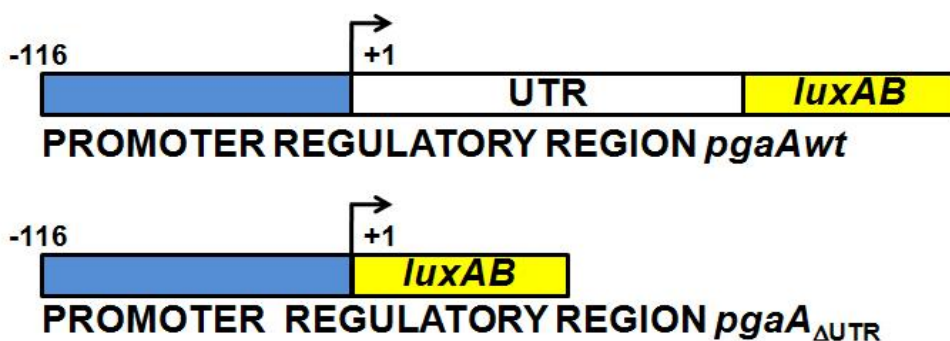 -116 +1
UTR luxAB
PROMOTER REGULATORY REGION pgaAwt
-116 +1
luxAB
PROMOTER REGULATORY REGION pgaAΔUTR